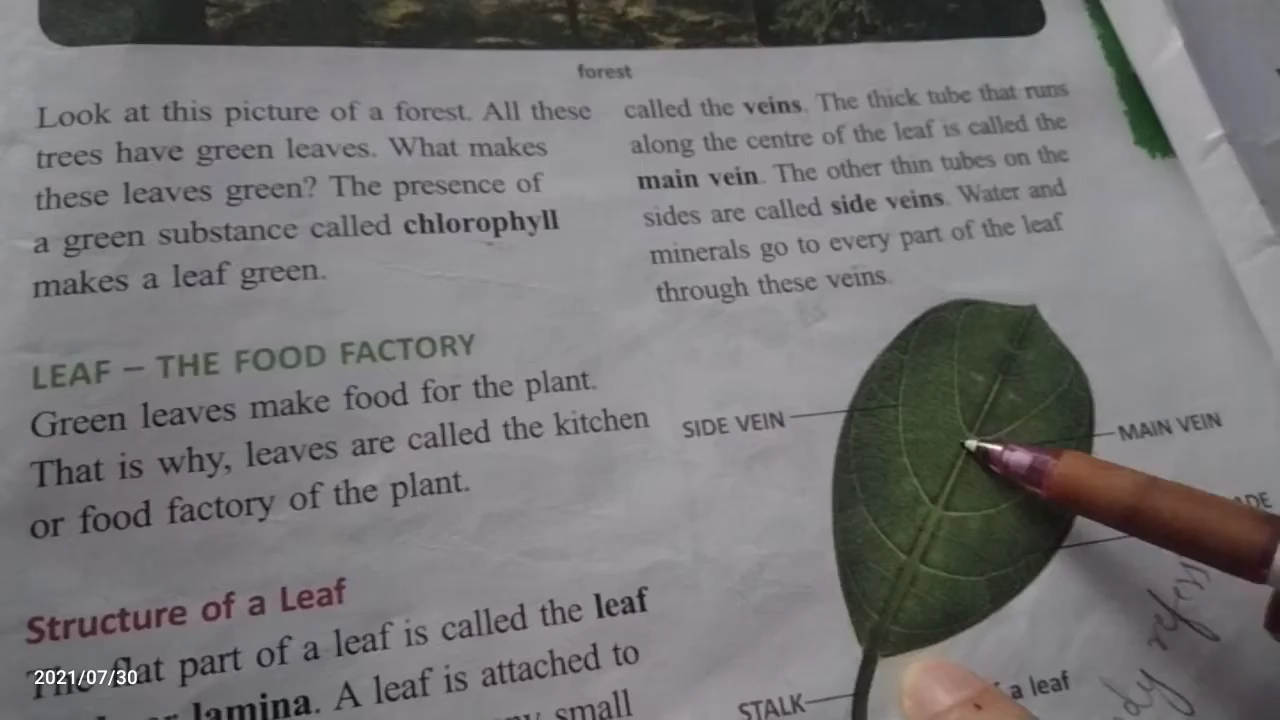 forest
Look at this picture of a forest. All these
trees have green leaves. What makes
these leaves green? The presence of
a green substance called chlorophyll
makes a leaf green.
LEAF – THE FOOD FACTORY
Green leaves make food for the plant.
That is why, leaves are called the kitchen
or food factory of the plant.
Structure of a Leaf
The flat part of a leaf is called the leaf
lamina. A leaf is attached to
small
called the veins. The thick tube that runs
along the centre of the leaf is called the
main vein. The other thin tubes on the
sides are called side veins. Water and
minerals go to every part of the leaf
through these veins.
SIDE VEIN
MAIN VEIN
STALK
a leaf
2021/07/30